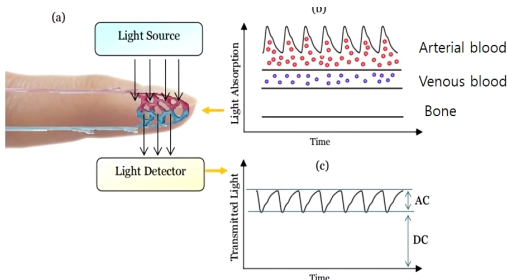 (a)
Light Source
Light Detector
(b)
Light Absorption
Arterial blood
Venous blood
Bone
Time
(c)
Transmitted Light
AC
DC
Time